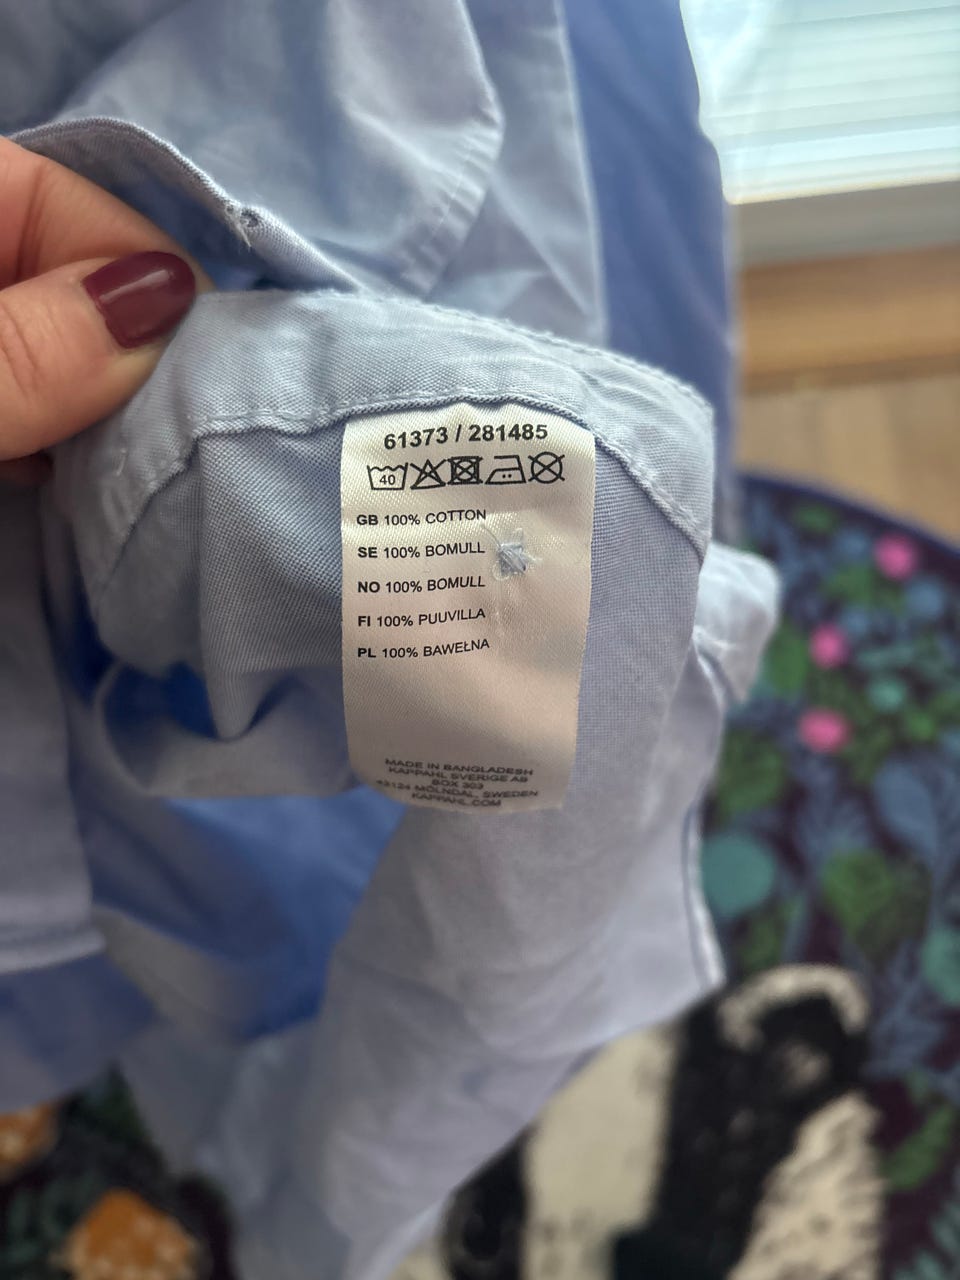 61373 / 281485
40
GB 100% COTTON
SE 100% BOMULL
NO 100% BOMULL
FI 100% PUUVILLA
PL 100% BAWEŁNA
MADE IN BANGLADESH
KAPPAHL SVERIGE AB
BOX 303
43124 MÖLNDAL, SWEDEN
KAPPAHL.COM